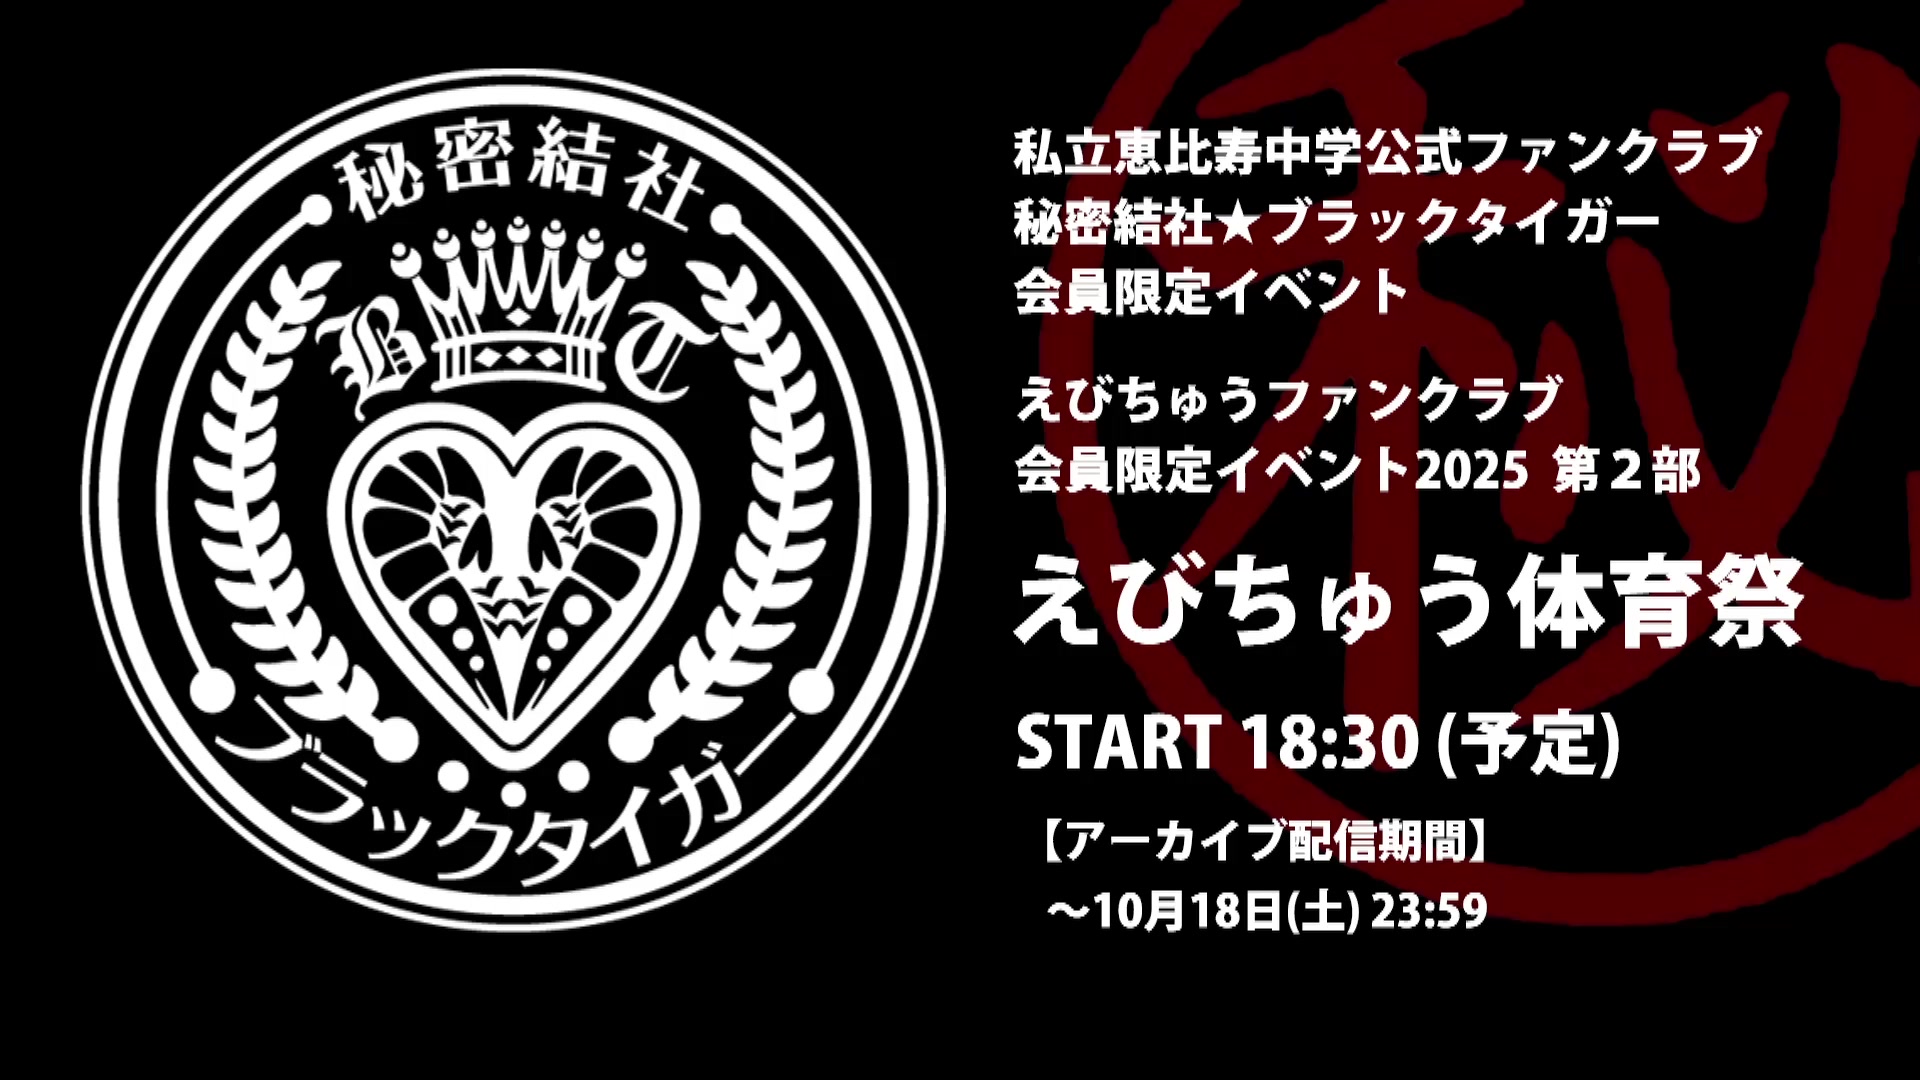 秘密結社
B T
ブラックタイガー
私立恵比寿中学公式ファンクラブ
秘密結社★ブラックタイガー
会員限定イベント
えびちゅうファンクラブ
会員限定イベント2025 第２部
えびちゅう体育祭
START 18:30 (予定)
【アーカイブ配信期間】
～10月18日(土) 23:59
秘